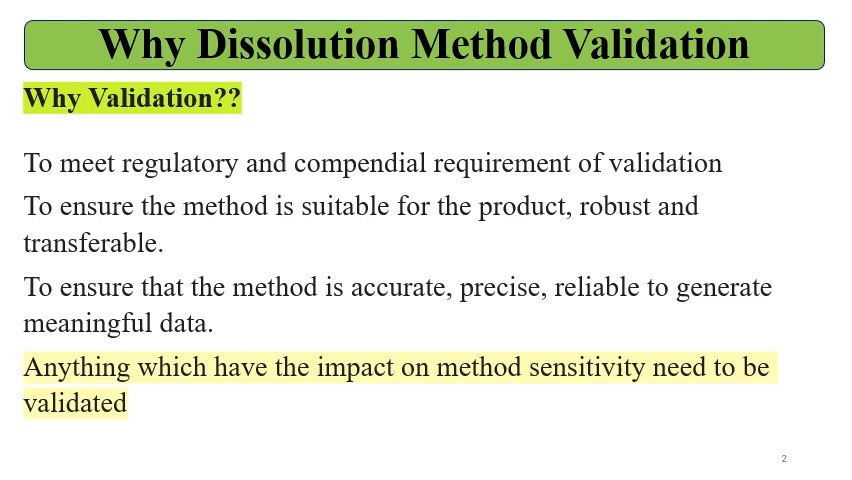 Why Dissolution Method Validation
Why Validation??
To meet regulatory and compendial requirement of validation
To ensure the method is suitable for the product, robust and
transferable.
To ensure that the method is accurate, precise, reliable to generate
meaningful data.
Anything which have the impact on method sensitivity need to be
validated
2